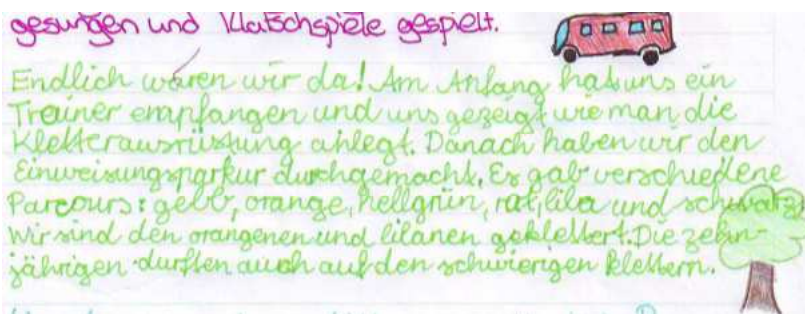 gesungen und Klatschspiele gespielt.
Endlich waren wir da! Am Anfang hat uns ein
Trainer empfangen und uns gezeigt wie man die
Kletterausrüstung anlegt. Danach haben wir den
Einweisungsparkur durchgemacht. Es gab verschiedene
Parcours: gelb, orange, hellgrün, rot, lila und schwarz.
Wir sind den orangenen und lilanen geklettert. Die zehn-
jährigen durften auch auf den schwierigen klettern.